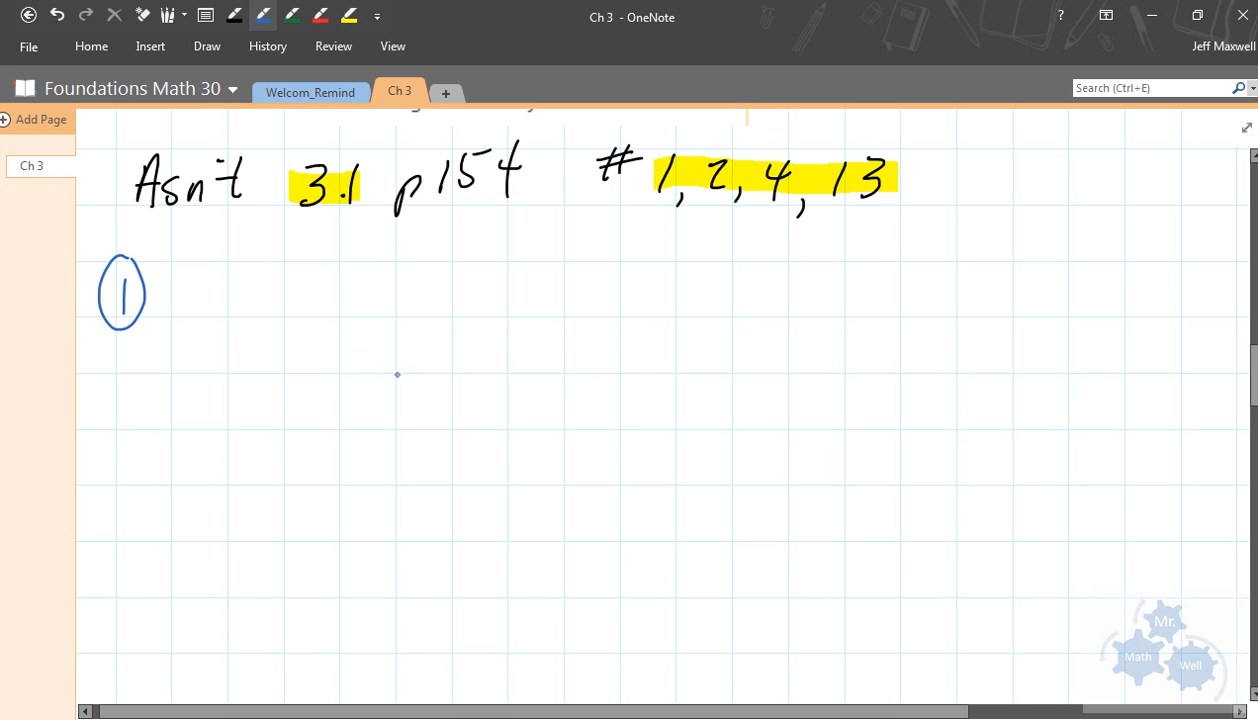 Ch 3 - OneNote
?
File Home Insert Draw History Review View Jeff Maxwell
Foundations Math 30 Welcom_Remind Ch 3 + Search (Ctrl+E)
Add Page
Ch 3
Asn't 3.1 p154 # 1, 2, 4, 13
1
Mr.
Math Well